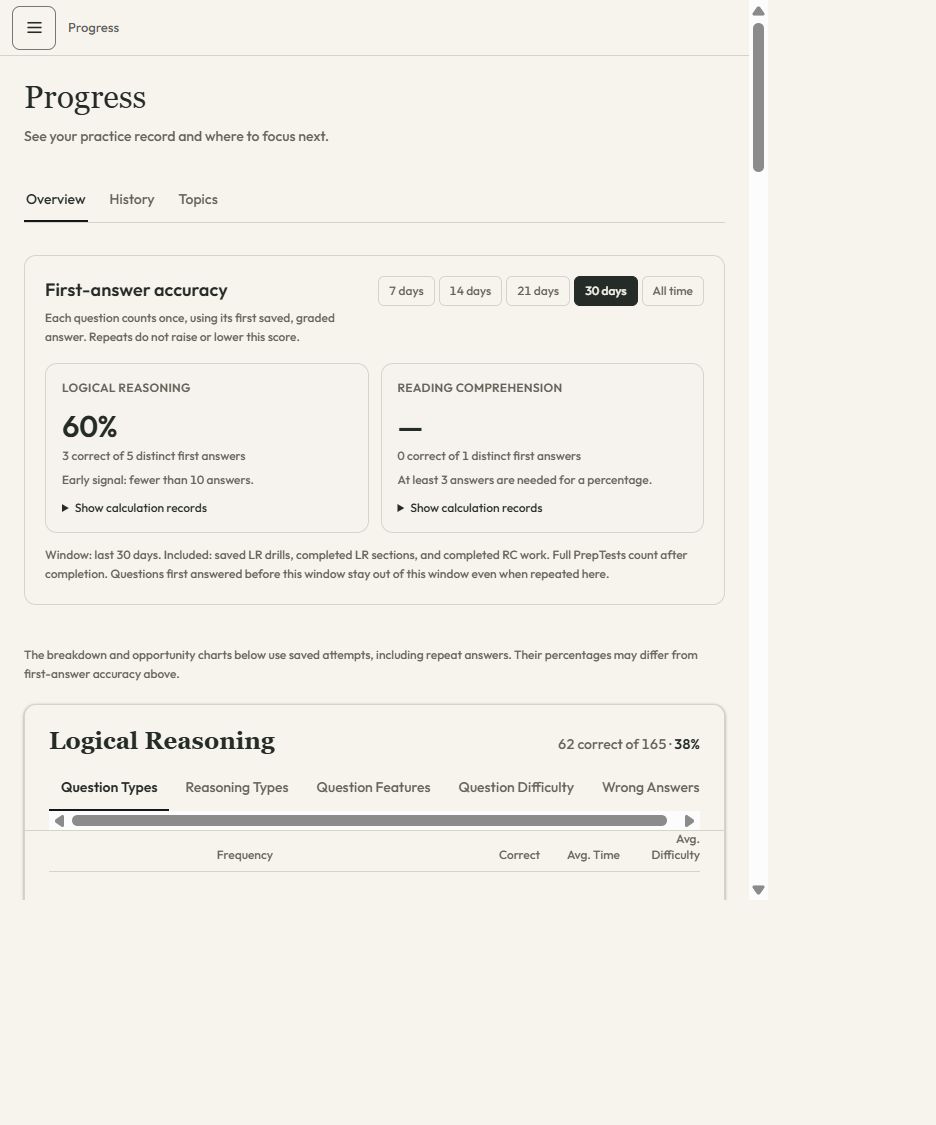 Progress
Progress
See your practice record and where to focus next.
Overview History Topics
First-answer accuracy
7 days 14 days 21 days 30 days All time
Each question counts once, using its first saved, graded
answer. Repeats do not raise or lower this score.
LOGICAL REASONING
60%
3 correct of 5 distinct first answers
Early signal: fewer than 10 answers.
Show calculation records
READING COMPREHENSION
—
0 correct of 1 distinct first answers
At least 3 answers are needed for a percentage.
Show calculation records
Window: last 30 days. Included: saved LR drills, completed LR sections, and completed RC work. Full PrepTests count after
completion. Questions first answered before this window stay out of this window even when repeated here.
The breakdown and opportunity charts below use saved attempts, including repeat answers. Their percentages may differ from
first-answer accuracy above.
Logical Reasoning
62 correct of 165 · 38%
Question Types Reasoning Types Question Features Question Difficulty Wrong Answers
Frequency Correct Avg. Time Avg. Difficulty